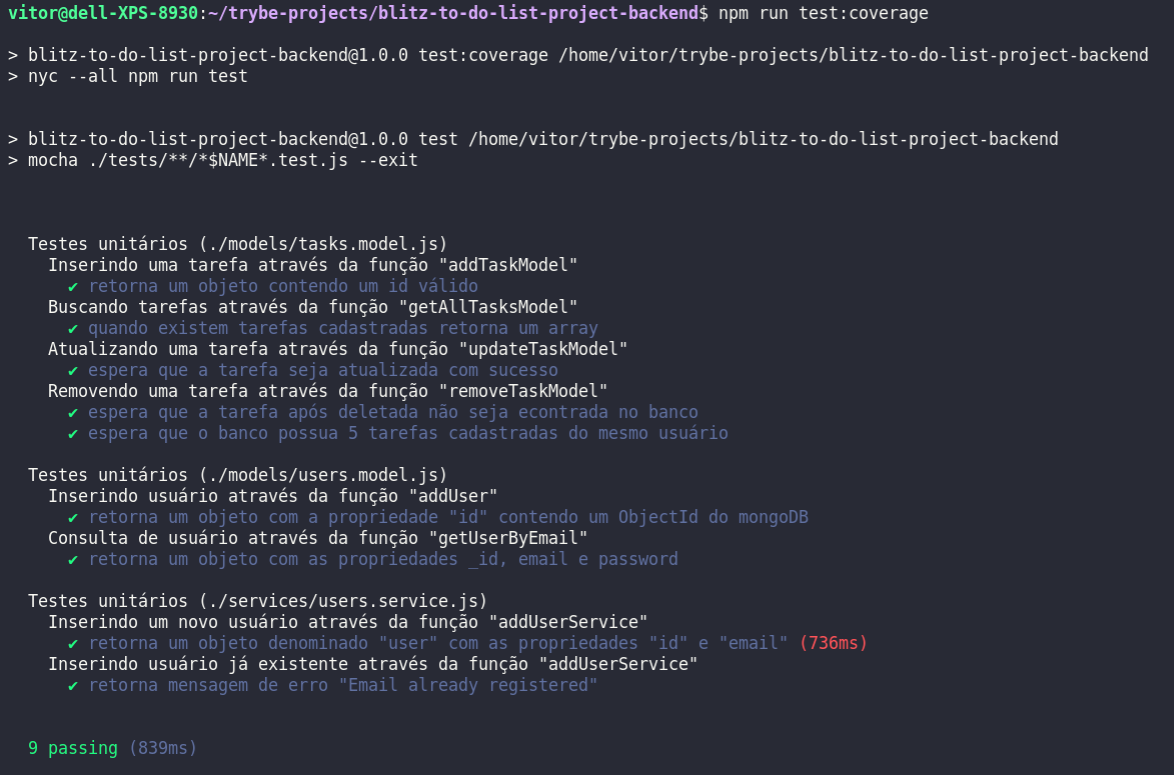 vitor@dell-XPS-8930:~/trybe-projects/blitz-to-do-list-project-backend$ npm run test:coverage
> blitz-to-do-list-project-backend@1.0.0 test:coverage /home/vitor/trybe-projects/blitz-to-do-list-project-backend
> nyc --all npm run test
> blitz-to-do-list-project-backend@1.0.0 test /home/vitor/trybe-projects/blitz-to-do-list-project-backend
> mocha ./tests/**/*$NAME*.test.js --exit
Testes unitários (./models/tasks.model.js)
Inserindo uma tarefa através da função "addTaskModel"
✔ retorna um objeto contendo um id válido
Buscando tarefas através da função "getAllTasksModel"
✔ quando existem tarefas cadastradas retorna um array
Atualizando uma tarefa através da função "updateTaskModel"
✔ espera que a tarefa seja atualizada com sucesso
Removendo uma tarefa através da função "removeTaskModel"
✔ espera que a tarefa após deletada não seja econtrada no banco
✔ espera que o banco possua 5 tarefas cadastradas do mesmo usuário
Testes unitários (./models/users.model.js)
Inserindo usuário através da função "addUser"
✔ retorna um objeto com a propriedade "id" contendo um ObjectId do mongoDB
Consulta de usuário através da função "getUserByEmail"
✔ retorna um objeto com as propriedades _id, email e password
Testes unitários (./services/users.service.js)
Inserindo um novo usuário através da função "addUserService"
✔ retorna um objeto denominado "user" com as propriedades "id" e "email" (736ms)
Inserindo usuário já existente através da função "addUserService"
✔ retorna mensagem de erro "Email already registered"
9 passing (839ms)